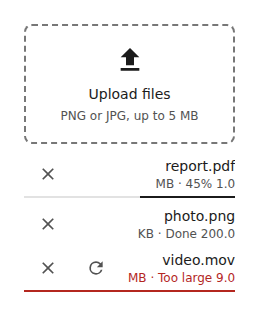 Upload files
PNG or JPG, up to 5 MB
report.pdf
MB · 45% 1.0
photo.png
KB · Done 200.0
video.mov
MB · Too large 9.0